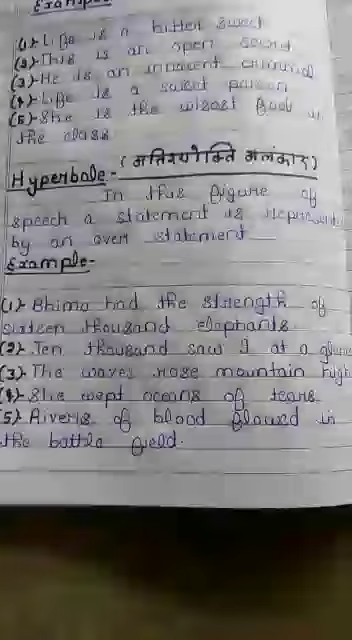 Example
(1) Life is a bitter sweet
(2) This is an open secret
(3) He is an innocent criminal
(4) Life is a sweet poison
(5) She is the wisest fool in
the class
Hyperbole - (अतिशयोक्ति अलंकार)
In this figure of
speech a statement is
by an over statement
Example -
(1) Bhima had the strength of
sixteen thousand elephants.
(2) Ten thousand saw I at a
(3) The waves rose mountain high
(4) She wept oceans of tears
(5) Rivers of blood flowed in
the battle field.